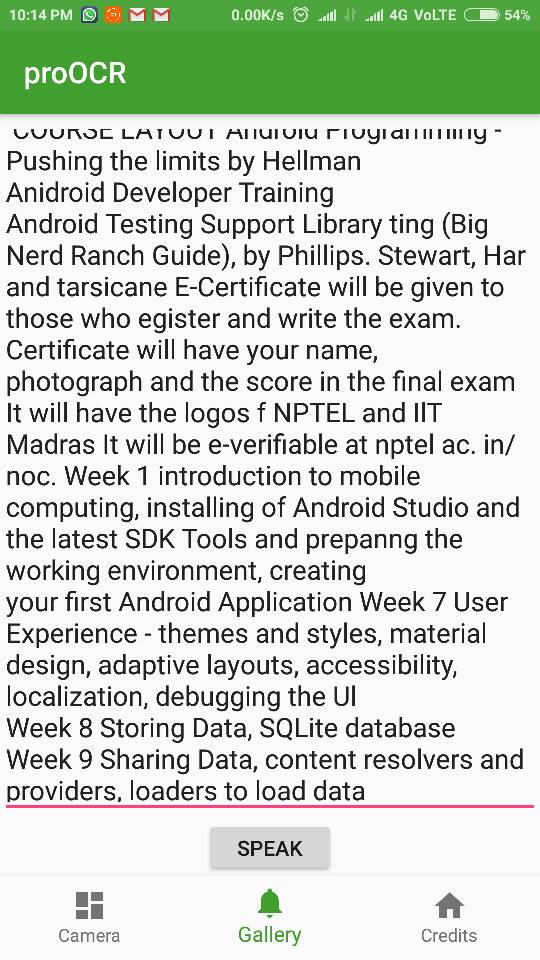 10:14 PM 0.00K/s 4G VoLTE 54%
proOCR
COURSE LAYOUT Android Programming -
Pushing the limits by Hellman
Anidroid Developer Training
Android Testing Support Library ting (Big
Nerd Ranch Guide), by Phillips. Stewart, Har
and tarsicane E-Certificate will be given to
those who egister and write the exam.
Certificate will have your name,
photograph and the score in the final exam
It will have the logos f NPTEL and IlT
Madras It will be e-verifiable at nptel ac. in/
noc. Week 1 introduction to mobile
computing, installing of Android Studio and
the latest SDK Tools and prepanng the
working environment, creating
your first Android Application Week 7 User
Experience - themes and styles, material
design, adaptive layouts, accessibility,
localization, debugging the Ul
Week 8 Storing Data, SQLite database
Week 9 Sharing Data, content resolvers and
providers, loaders to load data
SPEAK
Camera Gallery Credits